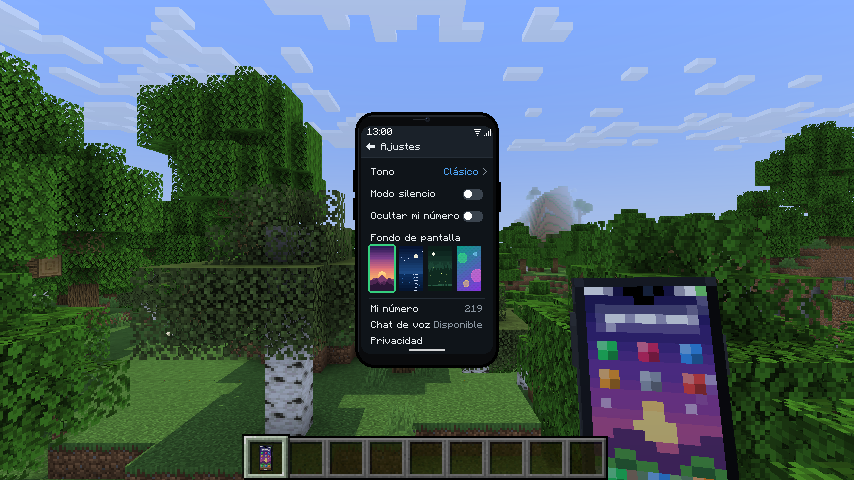 13:00
Ajustes
Tono Clásico
Modo silencio
Ocultar mi número
Fondo de pantalla
Mi número 219
Chat de voz Disponible
Privacidad